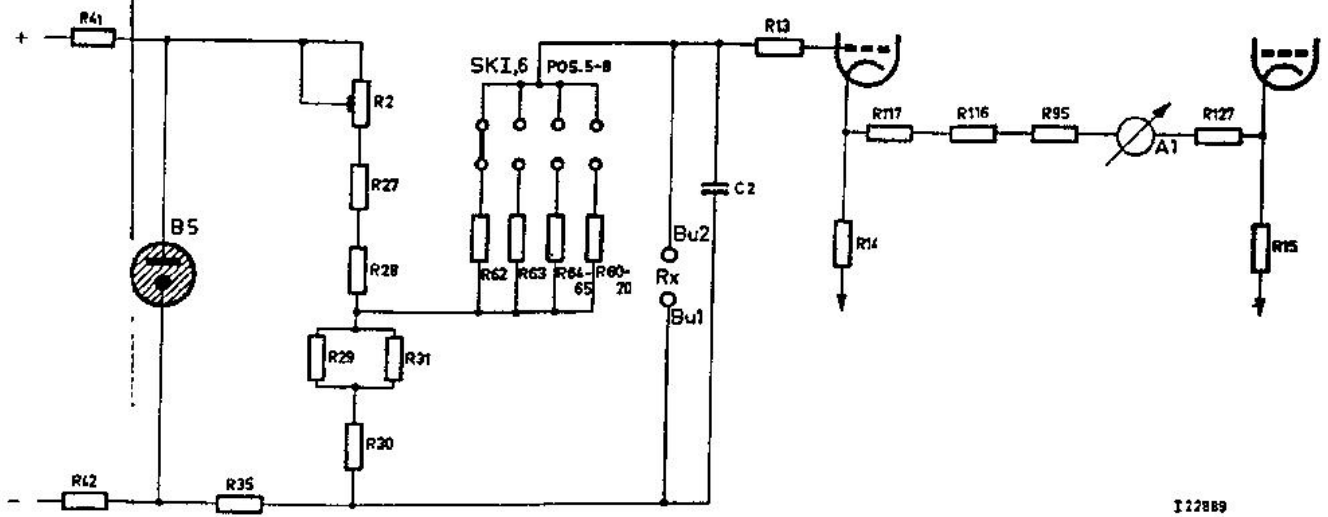 + R41
R13
SKI,6 POS.5-8
R2
R117 R116 R95 A1 R127
R27
C2
B5
Bu2
R14 R15
R28 R62 R63 R64-65 R60-70 Rx
Bu1
R29 R31
R30
- R42 R35
I22889